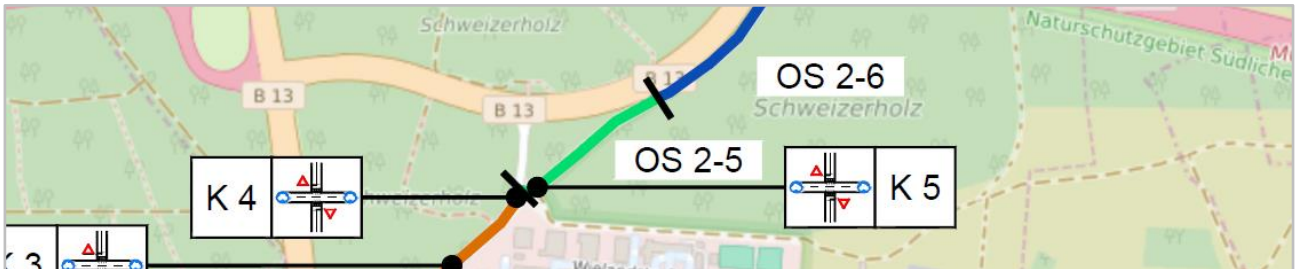 Schweizerholz
Naturschutzgebiet Südliche
B 13
OS 2-6
B 13
B 13
Schweizerholz
OS 2-5
K 4
K 5